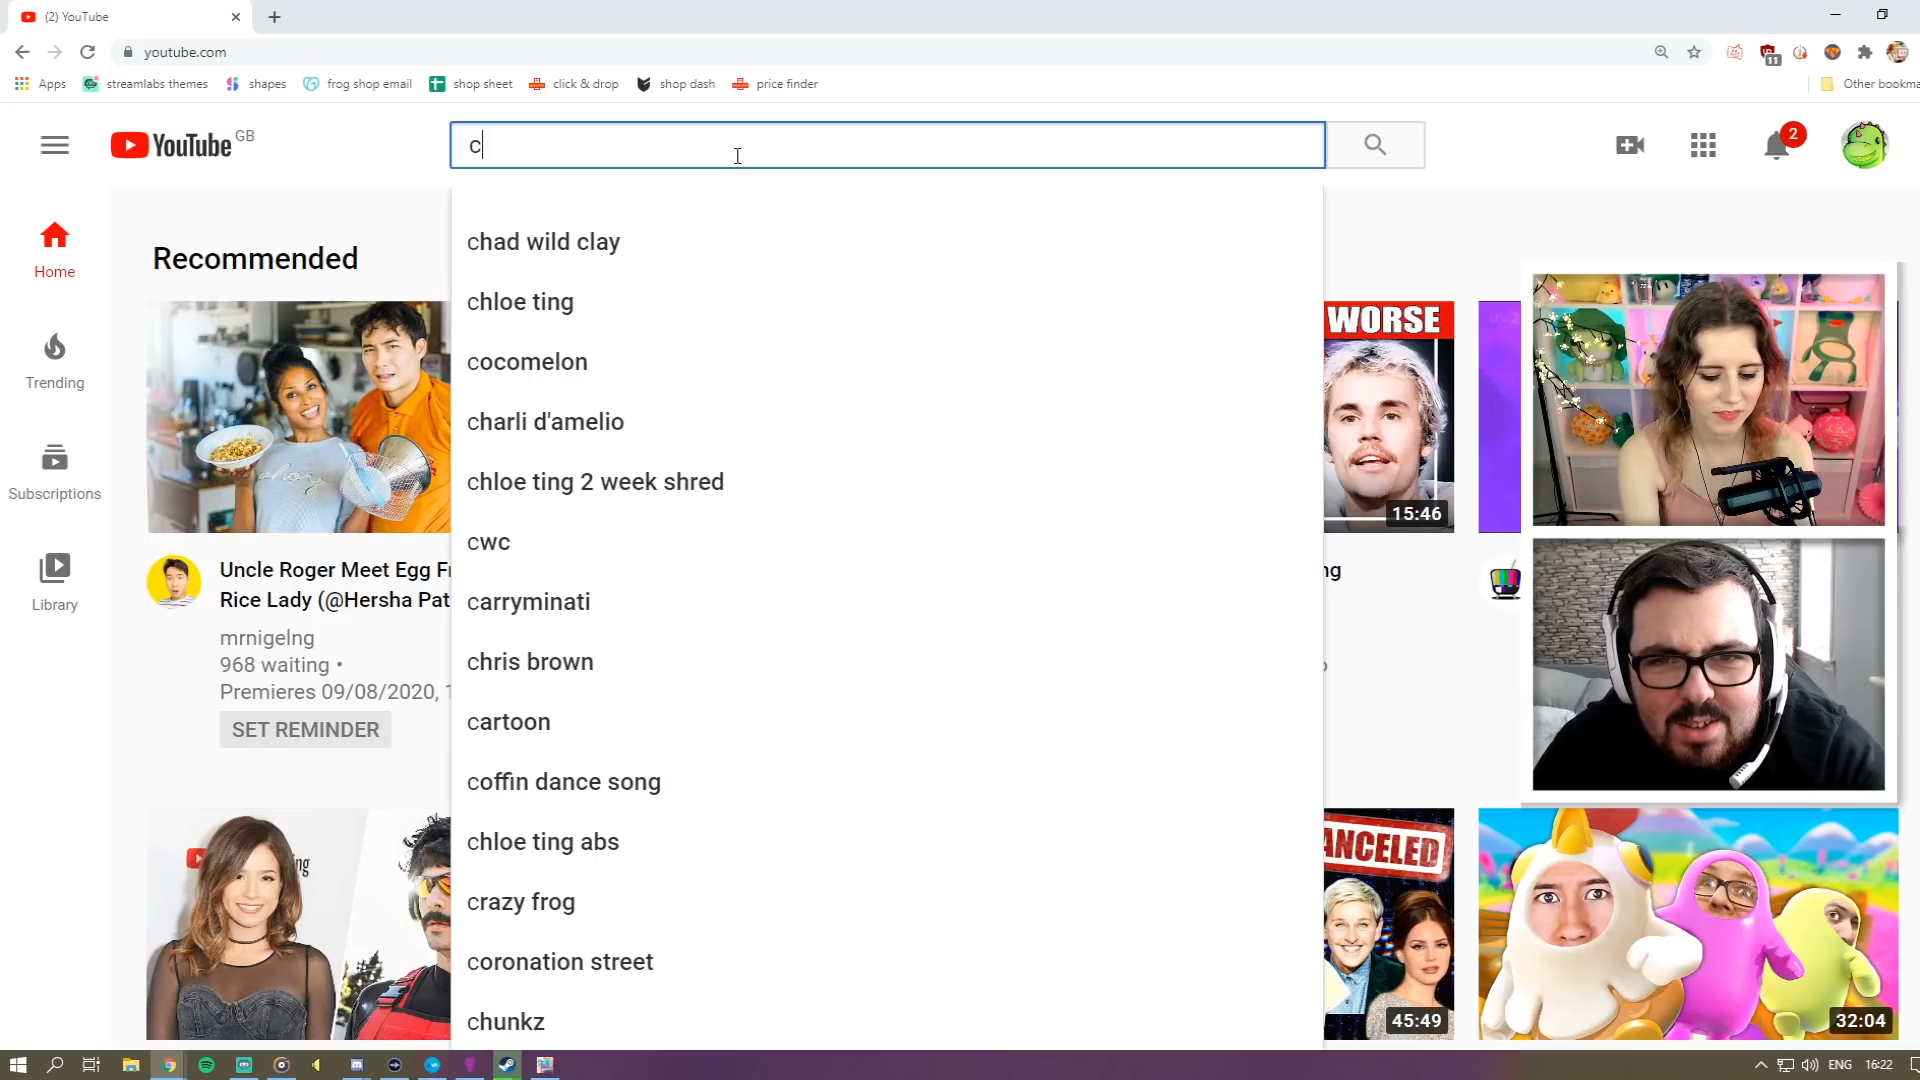 (2) YouTube
youtube.com
11
Apps
streamlabs themes
shapes
frog shop email
shop sheet
click & drop
shop dash
price finder
Other bookma
YouTube GB
c
2
Home
Trending
Subscriptions
Library
Recommended
chad wild clay
chloe ting
cocomelon
charli d'amelio
chloe ting 2 week shred
cwc
carryminati
chris brown
cartoon
coffin dance song
chloe ting abs
crazy frog
coronation street
chunkz
Uncle Roger Meet Egg F
Rice Lady (@Hersha Pat
mrnigelng
968 waiting •
Premieres 09/08/2020, 1
SET REMINDER
WORSE
15:46
ng
ANCELED
45:49
32:04
ENG
16:22